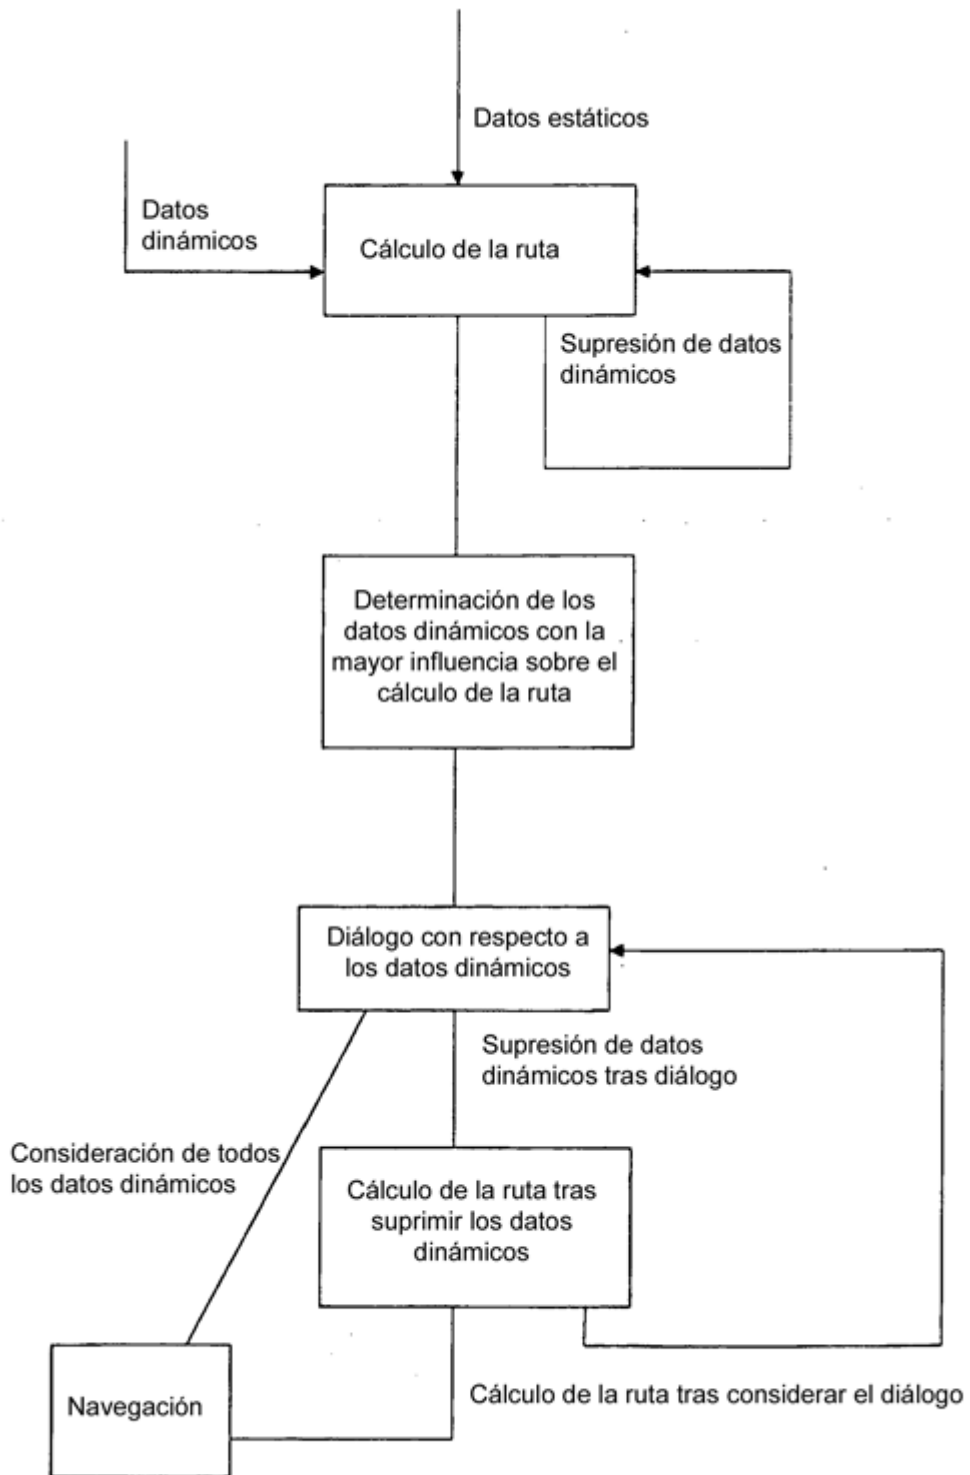 Datos estáticos
Datos
dinámicos
Cálculo de la ruta
Supresión de datos
dinámicos
Determinación de los
datos dinámicos con la
mayor influencia sobre el
cálculo de la ruta
Diálogo con respecto a
los datos dinámicos
Supresión de datos
dinámicos tras diálogo
Consideración de todos
los datos dinámicos
Cálculo de la ruta tras
suprimir los datos
dinámicos
Navegación
Cálculo de la ruta tras considerar el diálogo